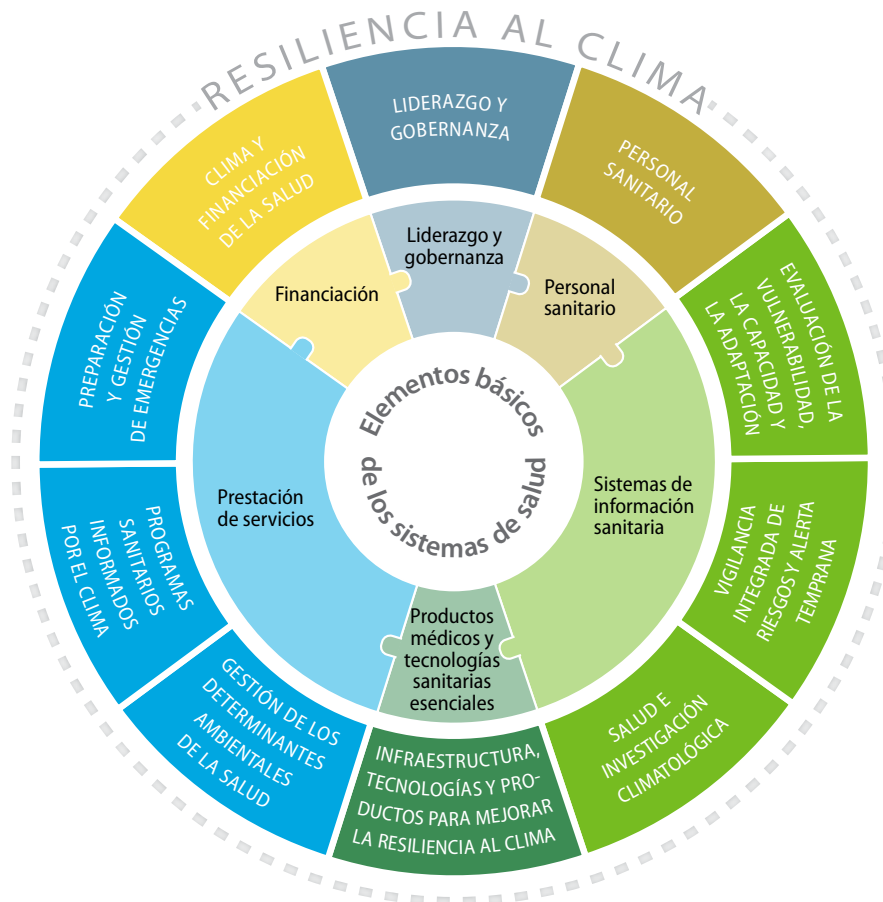 RESILIENCIA AL CLIMA
LIDERAZGO Y
GOBERNANZA
PERSONAL
SANITARIO
EVALUACIÓN DE LA
VULNERABILIDAD,
LA CAPACIDAD Y
LA ADAPTACIÓN
VIGILANCIA
INTEGRADA DE
RIESGOS Y ALERTA
TEMPRANA
SALUD E
INVESTIGACIÓN
CLIMATOLÓGICA
INFRAESTRUCTURA,
TECNOLOGÍAS Y PRO-
DUCTOS PARA MEJORAR
LA RESILIENCIA AL CLIMA
GESTIÓN DE LOS
DETERMINANTES
AMBIENTALES
DE LA SALUD
PROGRAMAS
SANITARIOS
INFORMADOS
POR EL CLIMA
PREPARACIÓN
Y GESTIÓN
DE EMERGENCIAS
CLIMA Y
FINANCIACIÓN
DE LA SALUD
Liderazgo y
gobernanza
Personal
sanitario
Sistemas de
información
sanitaria
Productos
médicos y
tecnologías
sanitarias
esenciales
Prestación
de servicios
Financiación
Elementos básicos
de los sistemas de salud